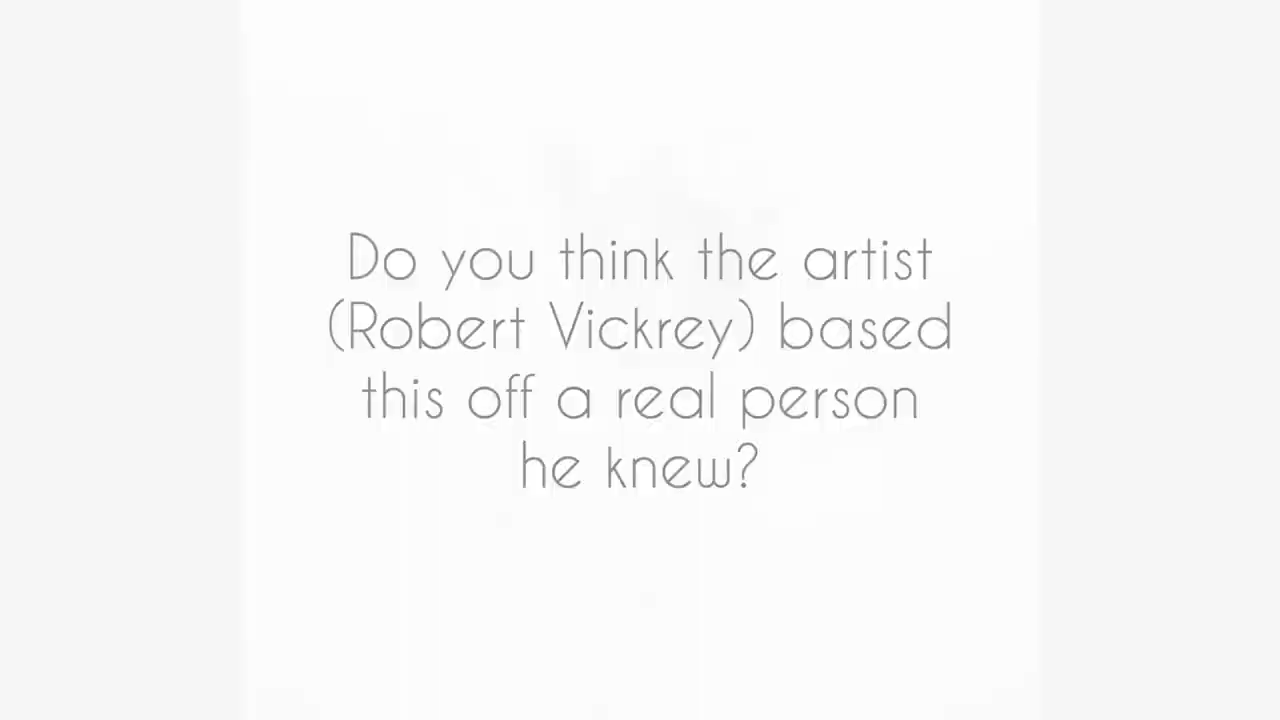 Do you think the artist
(Robert Vickrey) based
this off a real person
he knew?